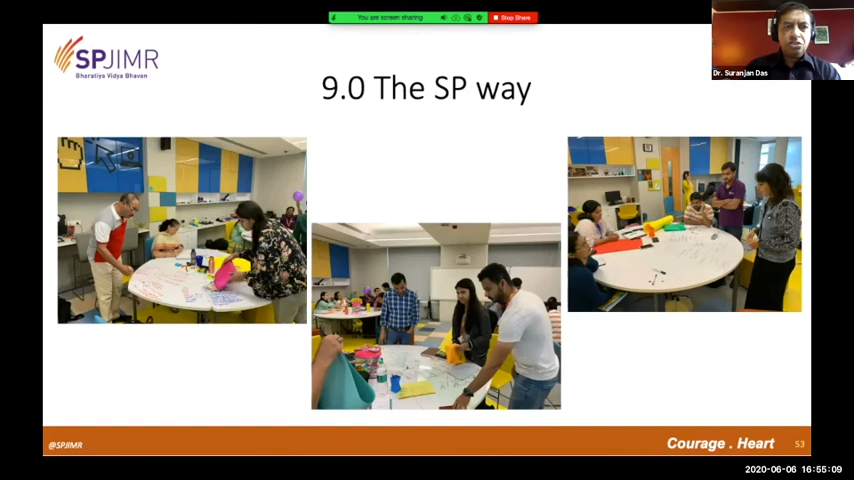 You are screen sharing
Stop Share
SPJIMR
Bharatiya Vidya Bhavan
Dr. Suranjan Das
9.0 The SP way
@SPJIMR
Courage . Heart
53
2020-06-06 16:55:09